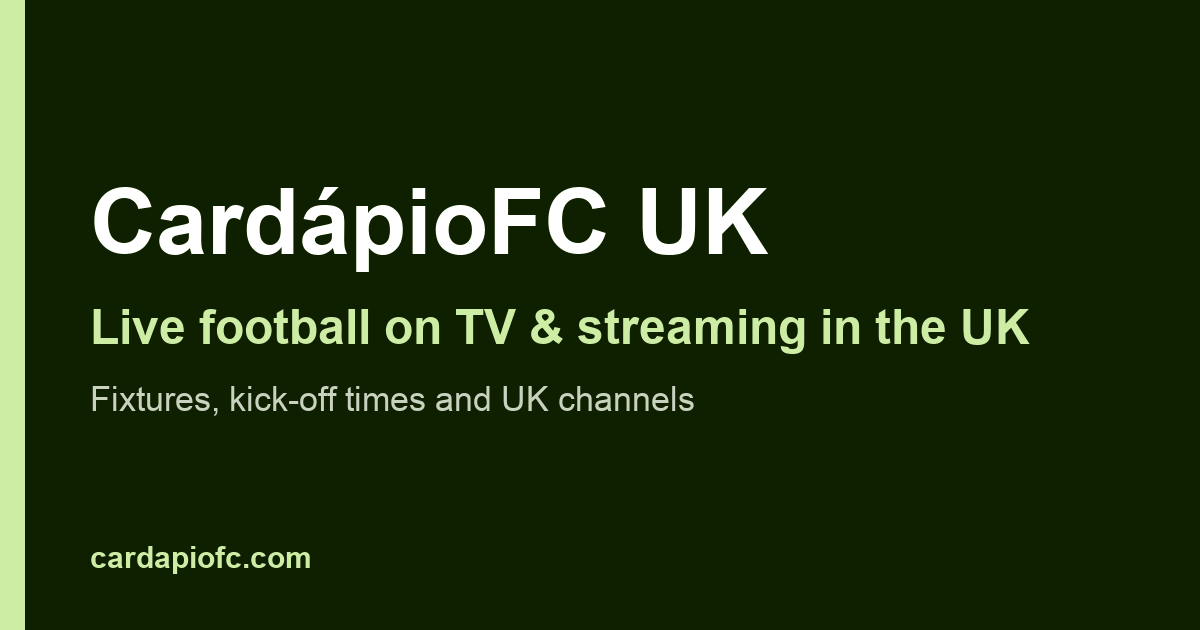 CardápioFC UK
Live football on TV & streaming in the UK
Fixtures, kick-off times and UK channels
cardapiofc.com